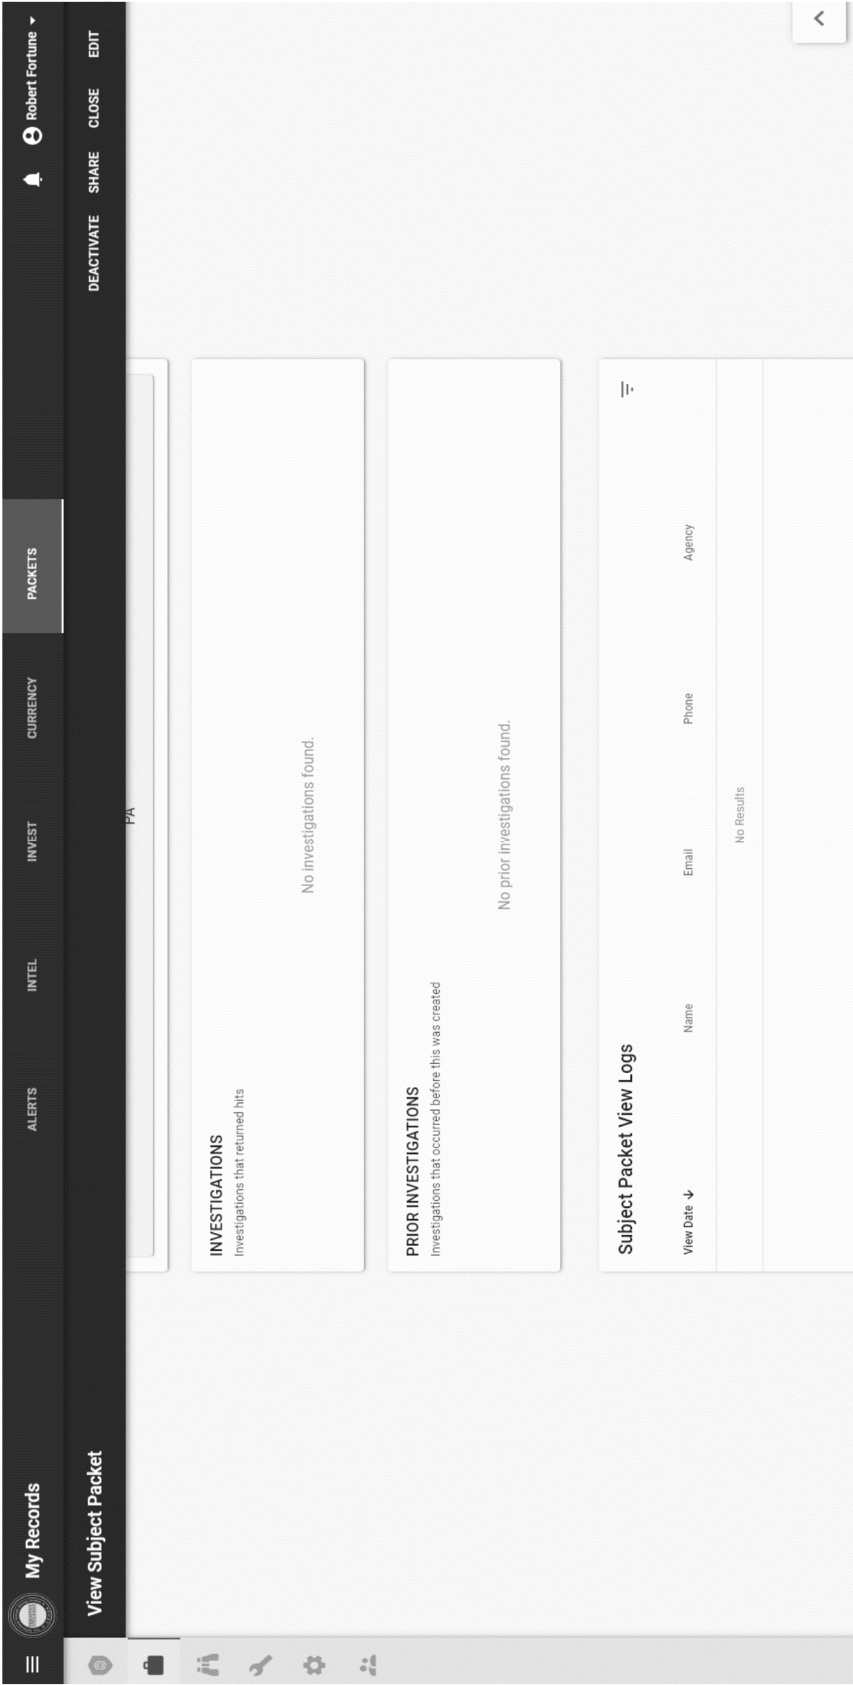 My Records
ALERTS
INTEL
INVEST
CURRENCY
PACKETS
Robert Fortune
View Subject Packet
DEACTIVATE
SHARE
CLOSE
EDIT
PA
INVESTIGATIONS
Investigations that returned hits
No investigations found.
PRIOR INVESTIGATIONS
Investigations that occurred before this was created
No prior investigations found.
Subject Packet View Logs
View Date
Name
Email
Phone
Agency
No Results